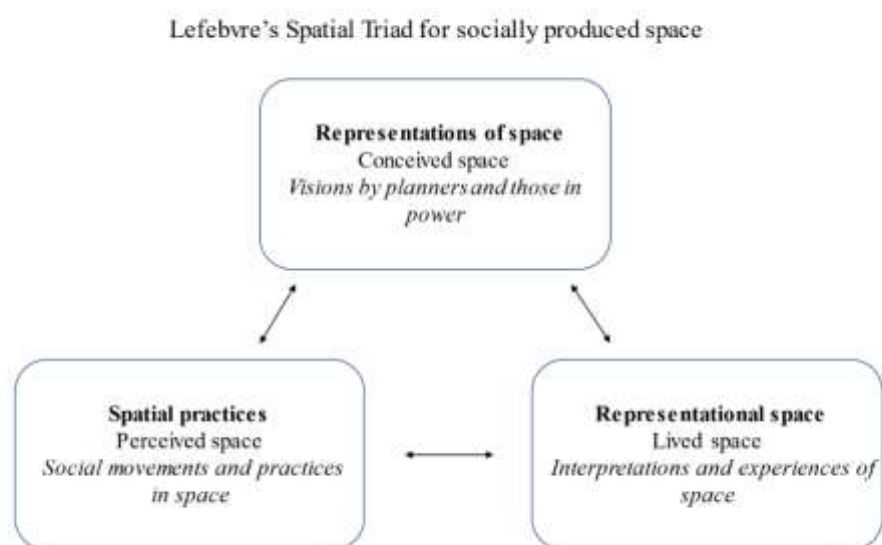 Lefebvre's Spatial Triad for socially produced space
Representations of space
Conceived space
Visions by planners and those in
power
Spatial practices
Perceived space
Social movements and practices
in space
Representational space
Lived space
Interpretations and experiences of
space